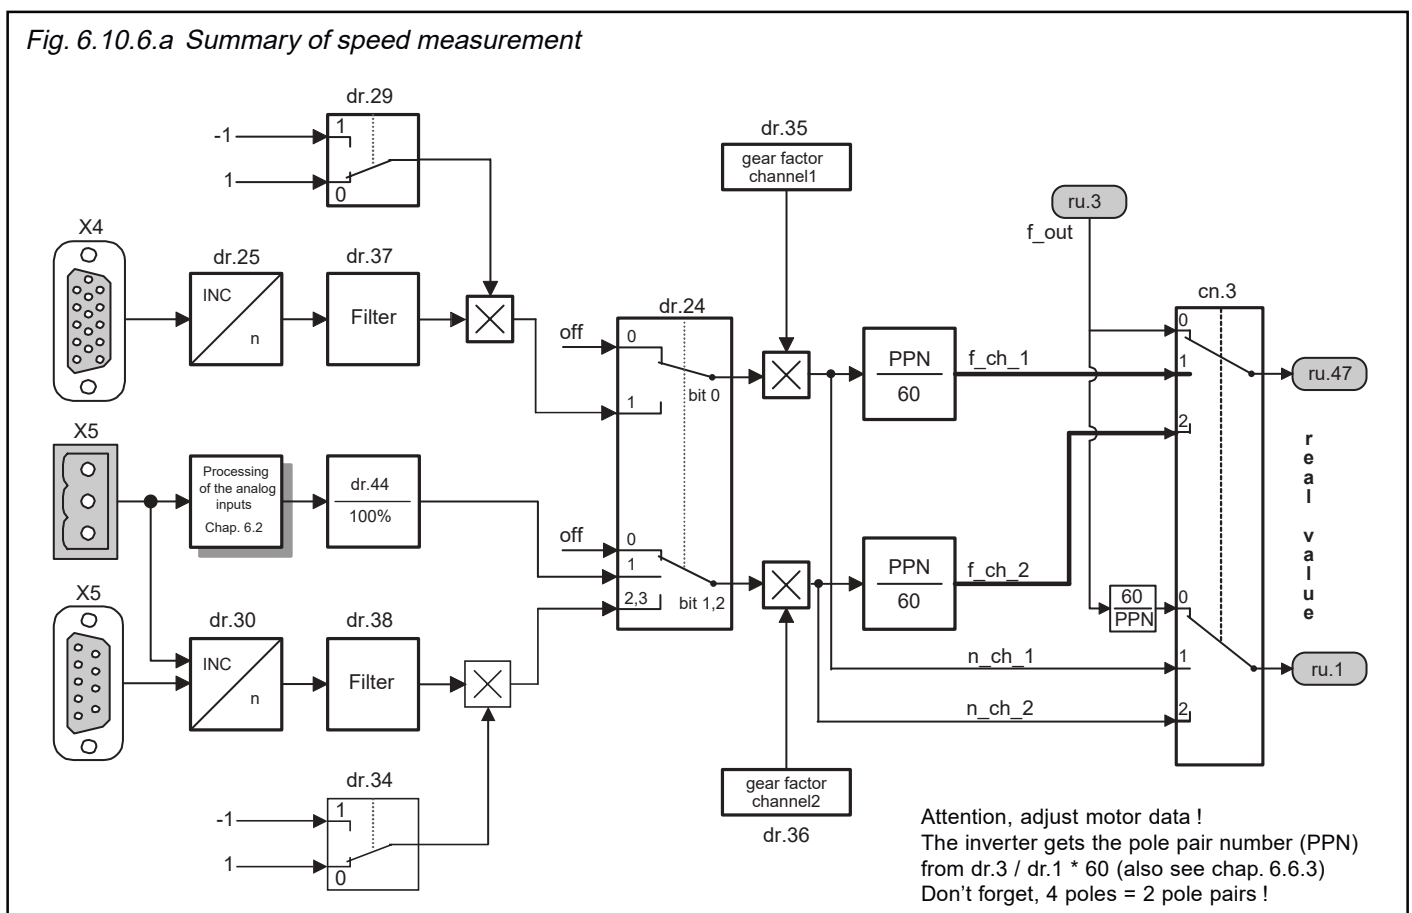 Fig. 6.10.6.a Summary of speed measurement
dr.29
-1
1
1
0
dr.35
gear factor
channel1
ru.3
f_out
X4
dr.25
INC
n
dr.37
Filter
dr.24
off
0
1
bit 0
PPN
60
f_ch_1
cn.3
0
1
2
ru.47
X5
Processing
of the analog
inputs
Chap. 6.2
dr.44
100%
off
0
1
2,3
bit 1,2
PPN
60
f_ch_2
real value
60
PPN
0
1
2
ru.1
X5
dr.30
INC
n
dr.38
Filter
n_ch_1
n_ch_2
dr.34
-1
1
1
0
gear factor
channel2
dr.36
Attention, adjust motor data !
The inverter gets the pole pair number (PPN)
from dr.3 / dr.1 * 60 (also see chap. 6.6.3)
Don't forget, 4 poles = 2 pole pairs !